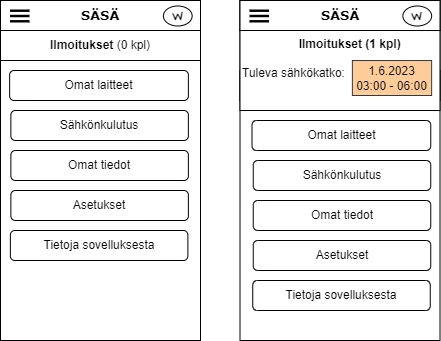 SÄSÄ
W
Ilmoitukset (0 kpl)
Omat laitteet
Sähkönkulutus
Omat tiedot
Asetukset
Tietoja sovelluksesta
SÄSÄ
W
Ilmoitukset (1 kpl)
Tuleva sähkökatko:
1.6.2023
03:00 - 06:00
Omat laitteet
Sähkönkulutus
Omat tiedot
Asetukset
Tietoja sovelluksesta